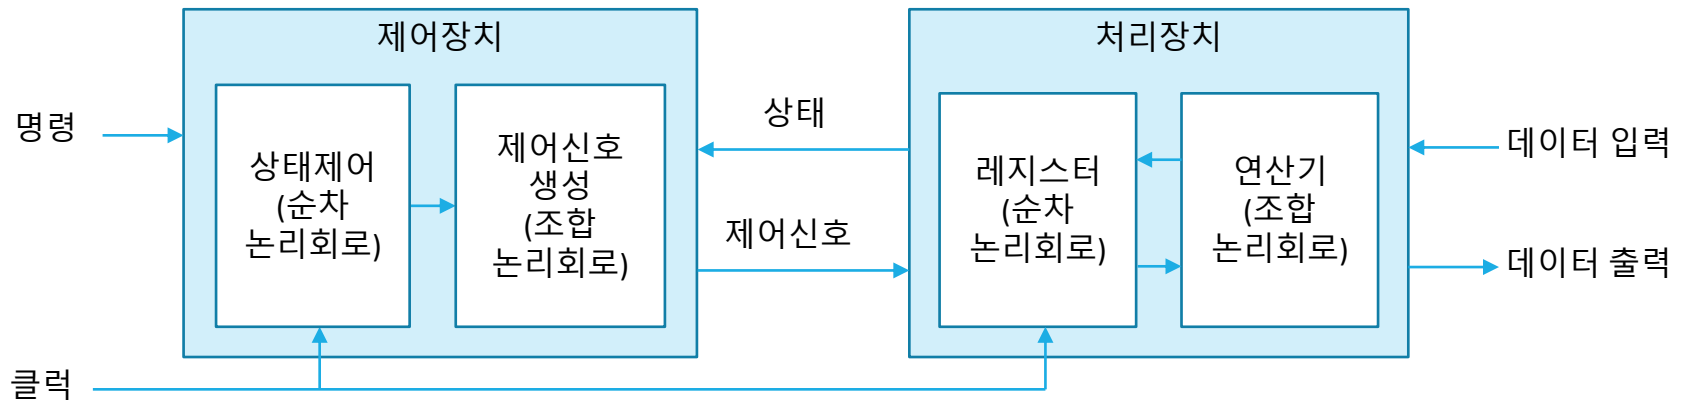 제어장치
처리장치
명령
상태제어
(순차
논리회로)
제어신호
생성
(조합
논리회로)
상태
제어신호
레지스터
(순차
논리회로)
연산기
(조합
논리회로)
데이터 입력
데이터 출력
클럭